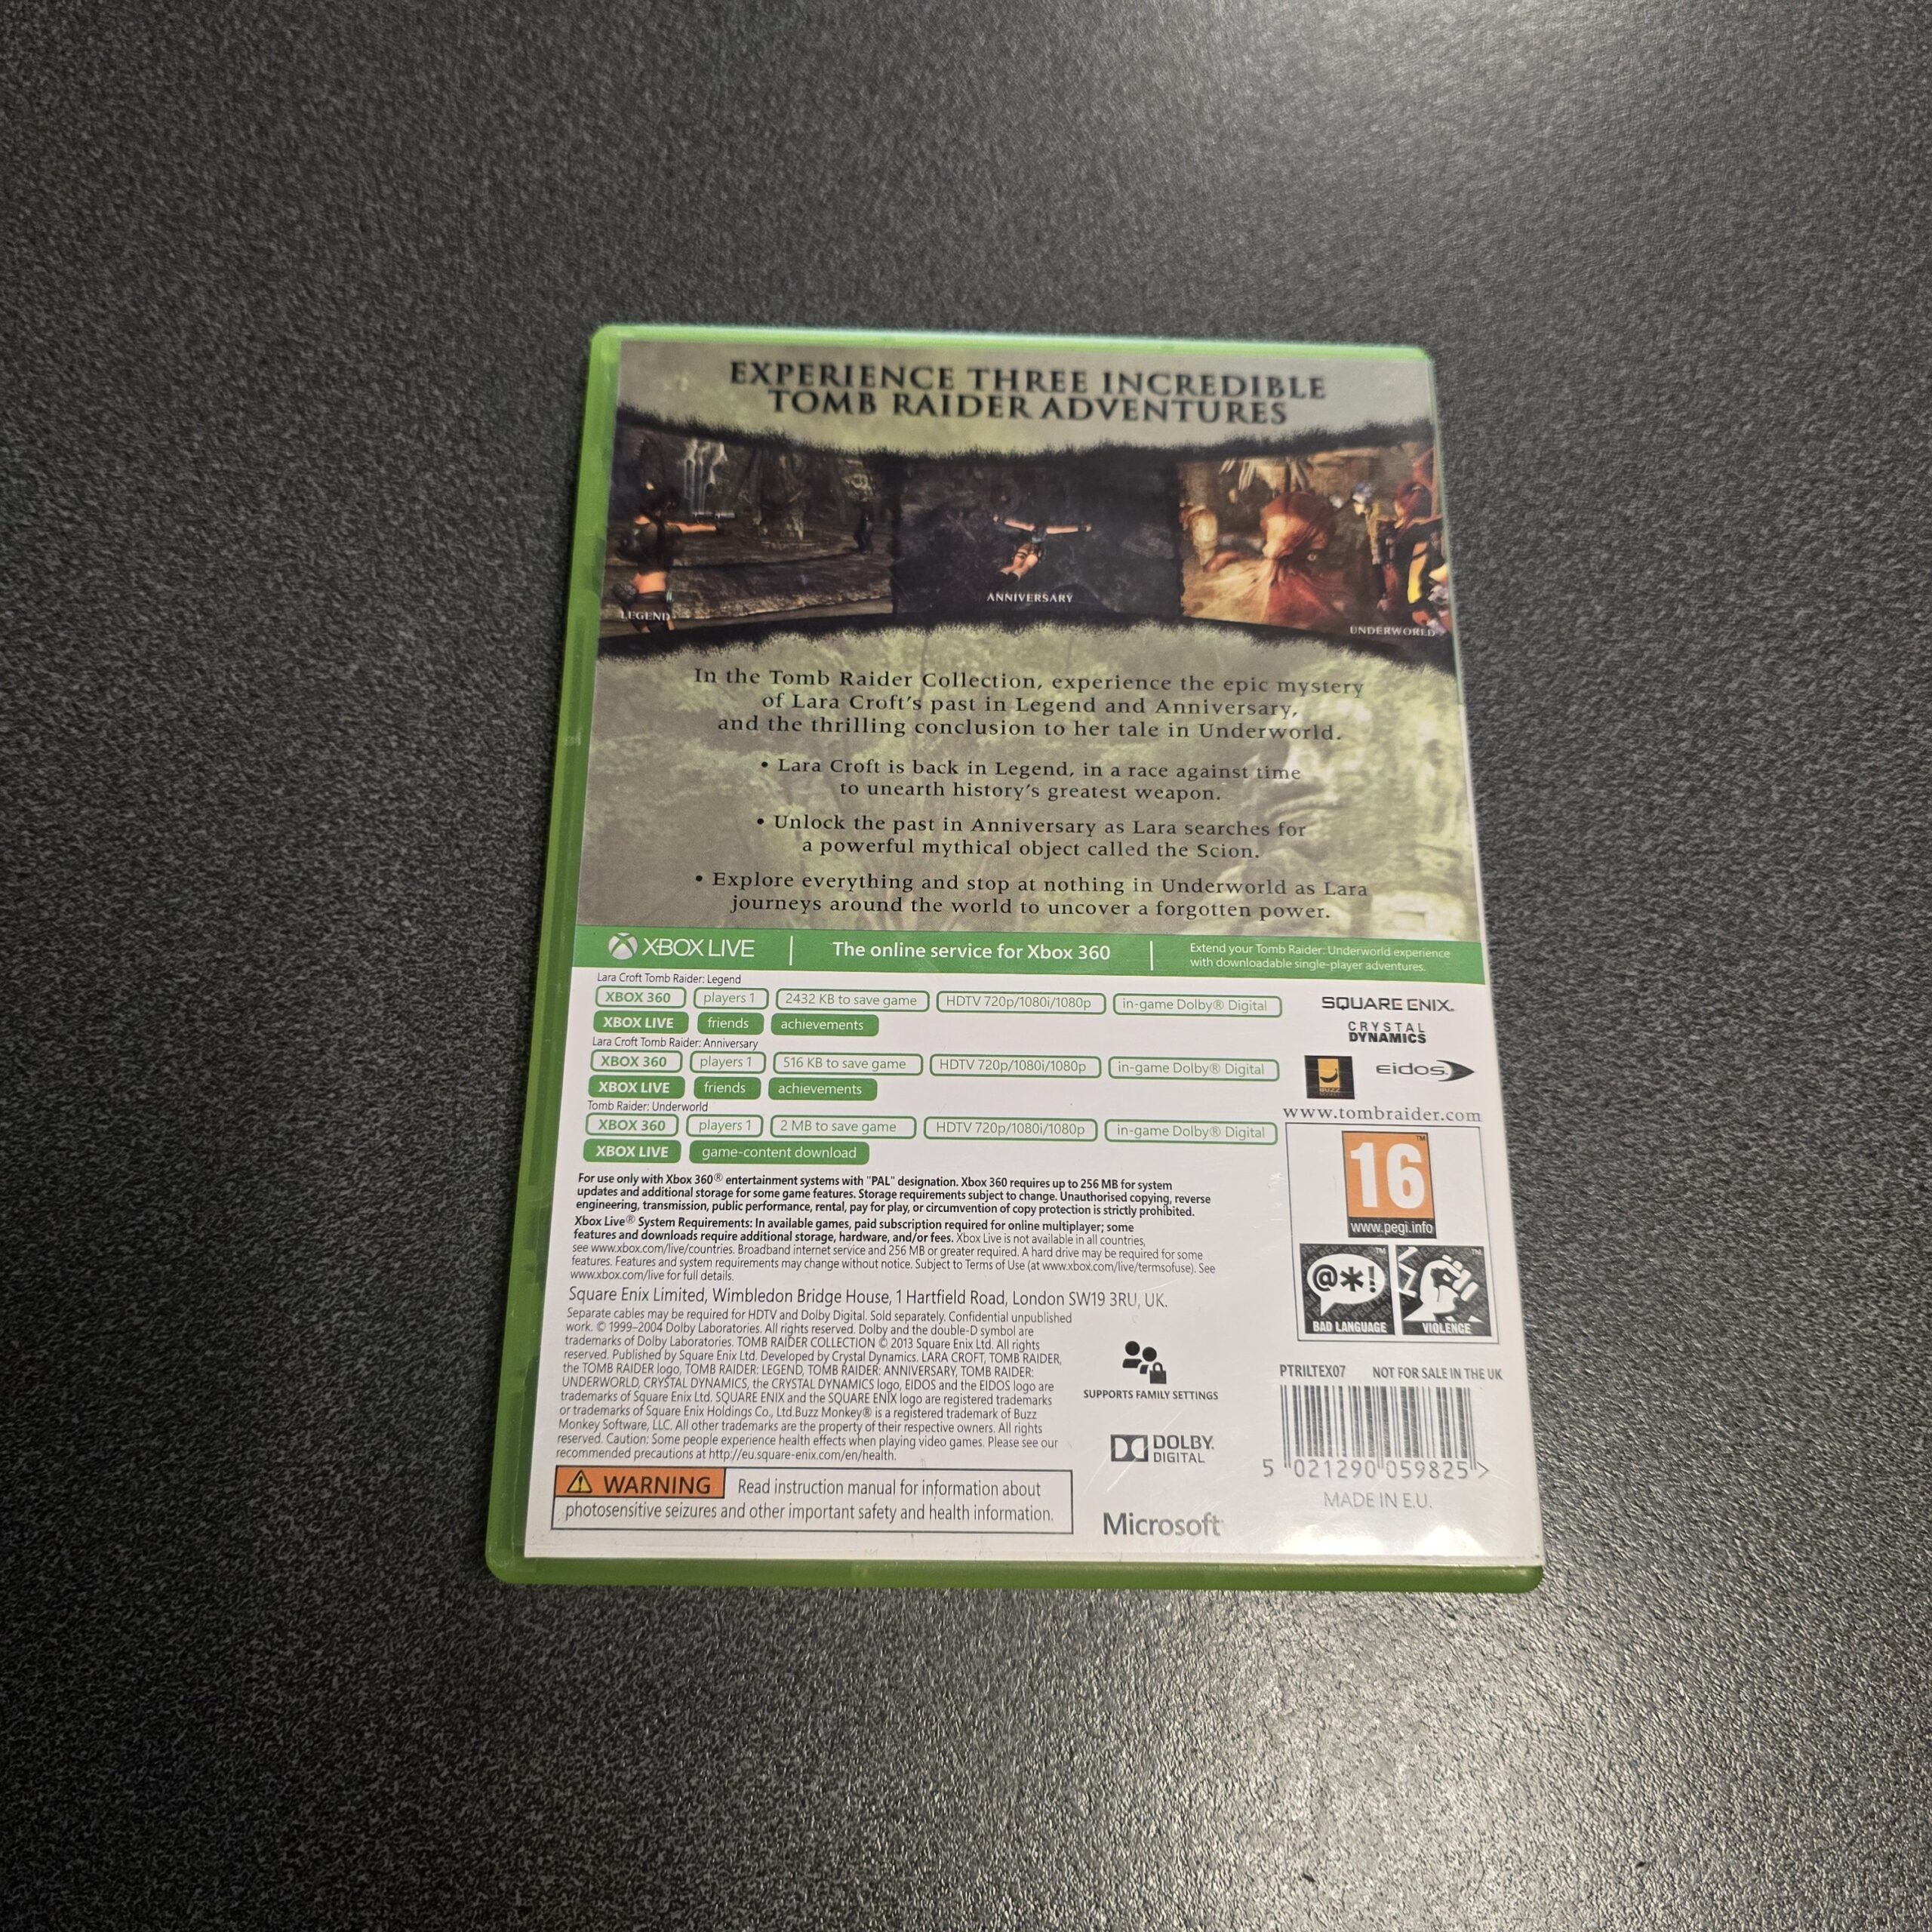 EXPERIENCE THREE INCREDIBLE
TOMB RAIDER ADVENTURES
LEGEND
ANNIVERSARY
UNDERWORLD
In the Tomb Raider Collection, experience the epic mystery
of Lara Croft's past in Legend and Anniversary,
and the thrilling conclusion to her tale in Underworld.
• Lara Croft is back in Legend, in a race against time
to unearth history's greatest weapon.
• Unlock the past in Anniversary as Lara searches for
a powerful mythical object called the Scion.
• Explore everything and stop at nothing in Underworld as Lara
journeys around the world to uncover a forgotten power.
XBOX LIVE
The online service for Xbox 360
Extend your Tomb Raider: Underworld experience
with downloadable single-player adventures.
Lara Croft Tomb Raider: Legend
XBOX 360 players 1 2432 KB to save game HDTV 720p/1080i/1080p in-game Dolby® Digital
XBOX LIVE friends achievements
Lara Croft Tomb Raider: Anniversary
XBOX 360 players 1 516 KB to save game HDTV 720p/1080i/1080p in-game Dolby® Digital
XBOX LIVE friends achievements
Tomb Raider: Underworld
XBOX 360 players 1 2 MB to save game HDTV 720p/1080i/1080p in-game Dolby® Digital
XBOX LIVE game-content download
SQUARE ENIX.
CRYSTAL
DYNAMICS
BUZZ
eidos
www.tombraider.com
16
www.pegi.info
@*!
BAD LANGUAGE
VIOLENCE
For use only with Xbox 360® entertainment systems with "PAL" designation. Xbox 360 requires up to 256 MB for system
updates and additional storage for some game features. Storage requirements subject to change. Unauthorised copying, reverse
engineering, transmission, public performance, rental, pay for play, or circumvention of copy protection is strictly prohibited.
Xbox Live® System Requirements: In available games, paid subscription required for online multiplayer; some
features and downloads require additional storage, hardware, and/or fees. Xbox Live is not available in all countries,
see www.xbox.com/live/countries. Broadband internet service and 256 MB or greater required. A hard drive may be required for some
features. Features and system requirements may change without notice. Subject to Terms of Use (at www.xbox.com/live/termsofuse). See
www.xbox.com/live for full details.
Square Enix Limited, Wimbledon Bridge House, 1 Hartfield Road, London SW19 3RU, UK.
Separate cables may be required for HDTV and Dolby Digital. Sold separately. Confidential unpublished
work. © 1999-2004 Dolby Laboratories. All rights reserved. Dolby and the double-D symbol are
trademarks of Dolby Laboratories. TOMB RAIDER COLLECTION © 2013 Square Enix Ltd. All rights
reserved. Published by Square Enix Ltd. Developed by Crystal Dynamics. LARA CROFT, TOMB RAIDER,
the TOMB RAIDER logo, TOMB RAIDER: LEGEND, TOMB RAIDER: ANNIVERSARY, TOMB RAIDER:
UNDERWORLD, CRYSTAL DYNAMICS, the CRYSTAL DYNAMICS logo, EIDOS and the EIDOS logo are
trademarks of Square Enix Ltd. SQUARE ENIX and the SQUARE ENIX logo are registered trademarks
or trademarks of Square Enix Holdings Co., Ltd.Buzz Monkey® is a registered trademark of Buzz
Monkey Software, LLC. All other trademarks are the property of their respective owners. All rights
reserved. Caution: Some people experience health effects when playing video games. Please see our
recommended precautions at http://eu.square-enix.com/en/health.
SUPPORTS FAMILY SETTINGS
DOLBY
DIGITAL
PTRILTEX07 NOT FOR SALE IN THE UK
5 021290 059825 >
MADE IN E.U.
WARNING Read instruction manual for information about
photosensitive seizures and other important safety and health information.
Microsoft